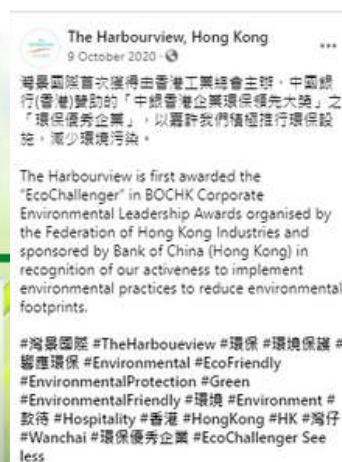 The Harbourview, Hong Kong
9 October 2020 ·
灣景國際首次獲得由香港工業總會主辦，中國銀
行(香港)贊助的「中銀香港企業環保領先大獎」之
「環保優秀企業」，以嘉許我們積極推行環保設
施，減少環境污染。
The Harbourview is first awarded the
"EcoChallenger" in BOCHK Corporate
Environmental Leadership Awards organised by
the Federation of Hong Kong Industries and
sponsored by Bank of China (Hong Kong) in
recognition of our activeness to implement
environmental practices to reduce environmental
footprints.
#灣景國際 #TheHarboueview #環保 #環境保護 #
響應環保 #Environmental #EcoFriendly
#EnvironmentalProtection #Green
#EnvironmentalFriendly #環境 #Environment #
款待 #Hospitality #香港 #HongKong #HK #灣仔
#Wanchai #環保優秀企業 #EcoChallenger See
less